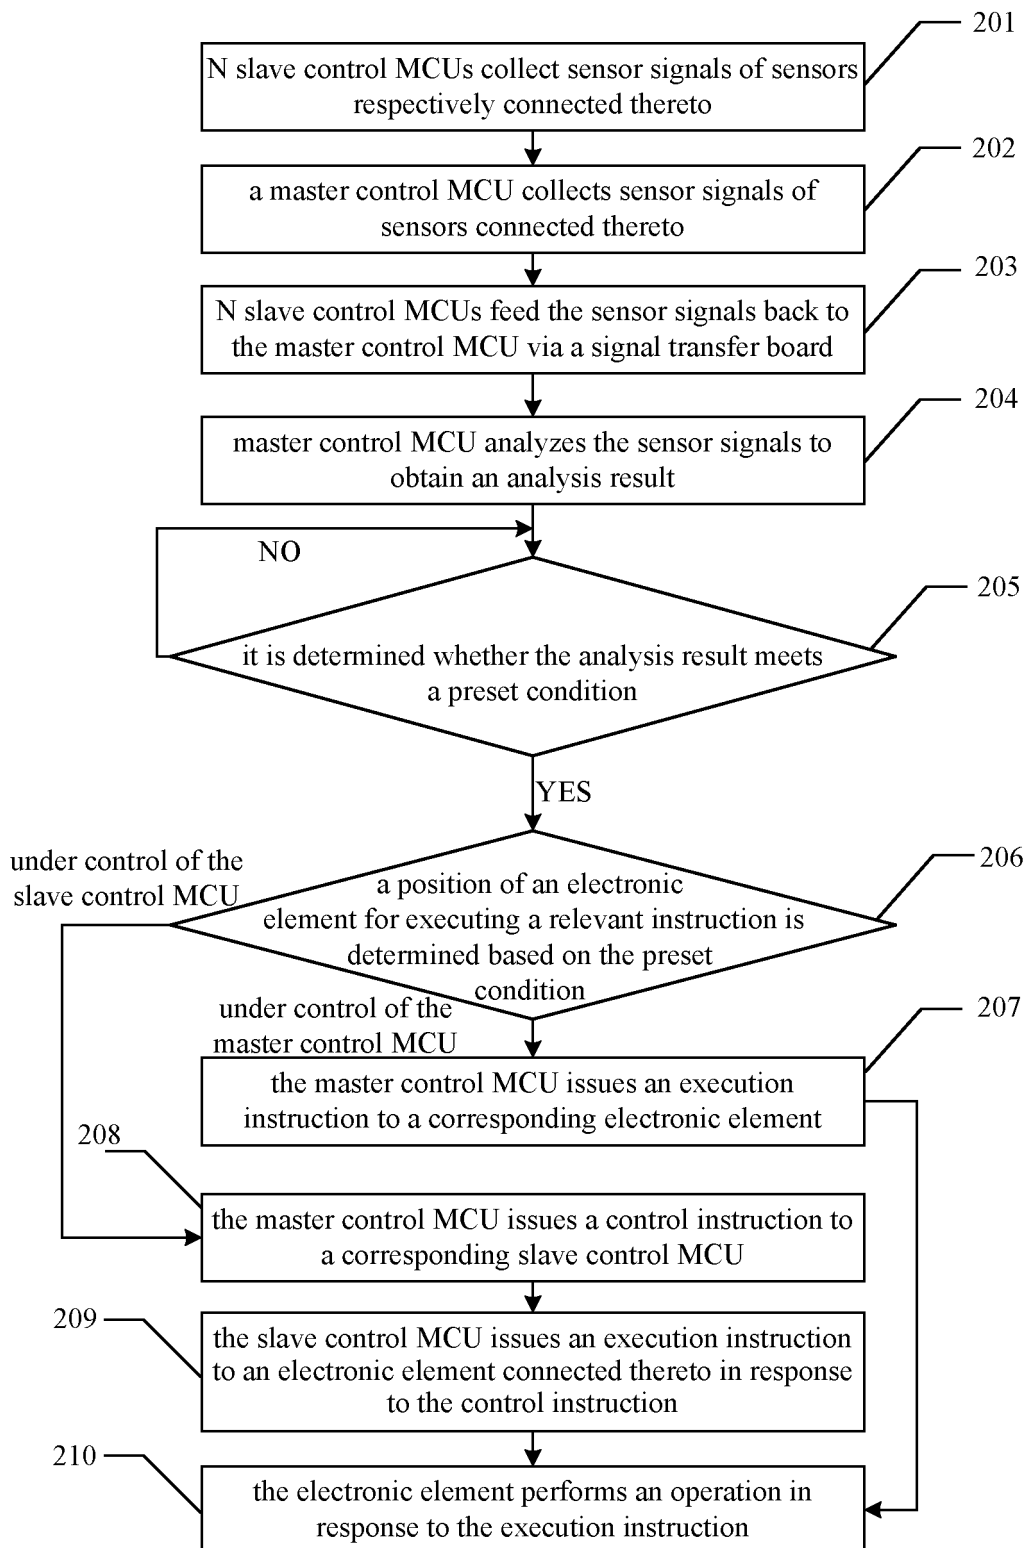 201
N slave control MCUs collect sensor signals of sensors
respectively connected thereto
202
a master control MCU collects sensor signals of
sensors connected thereto
203
N slave control MCUs feed the sensor signals back to
the master control MCU via a signal transfer board
204
master control MCU analyzes the sensor signals to
obtain an analysis result
NO
205
it is determined whether the analysis result meets
a preset condition
YES
under control of the
slave control MCU
206
a position of an electronic
element for executing a relevant instruction is
determined based on the preset
condition
under control of the
master control MCU
207
the master control MCU issues an execution
instruction to a corresponding electronic element
208
the master control MCU issues a control instruction to
a corresponding slave control MCU
209
the slave control MCU issues an execution instruction
to an electronic element connected thereto in response
to the control instruction
210
the electronic element performs an operation in
response to the execution instruction